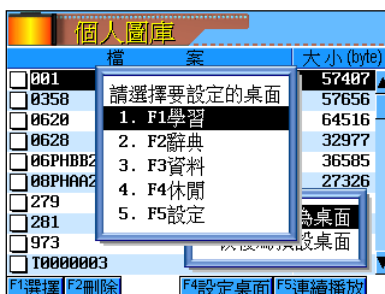 個人圖庫
檔 案 大小(byte)
001 57407
0358 57656
0620 64516
0628 32977
06PHBB2 36585
08PHAA2 27326
279
281
973
T0000003
請選擇要設定的桌面
1. F1學習
2. F2辭典
3. F3資料
4. F4休閒
5. F5設定
為桌面
設桌面
F1選擇 F2刪除 F4設定桌面 F5連續播放